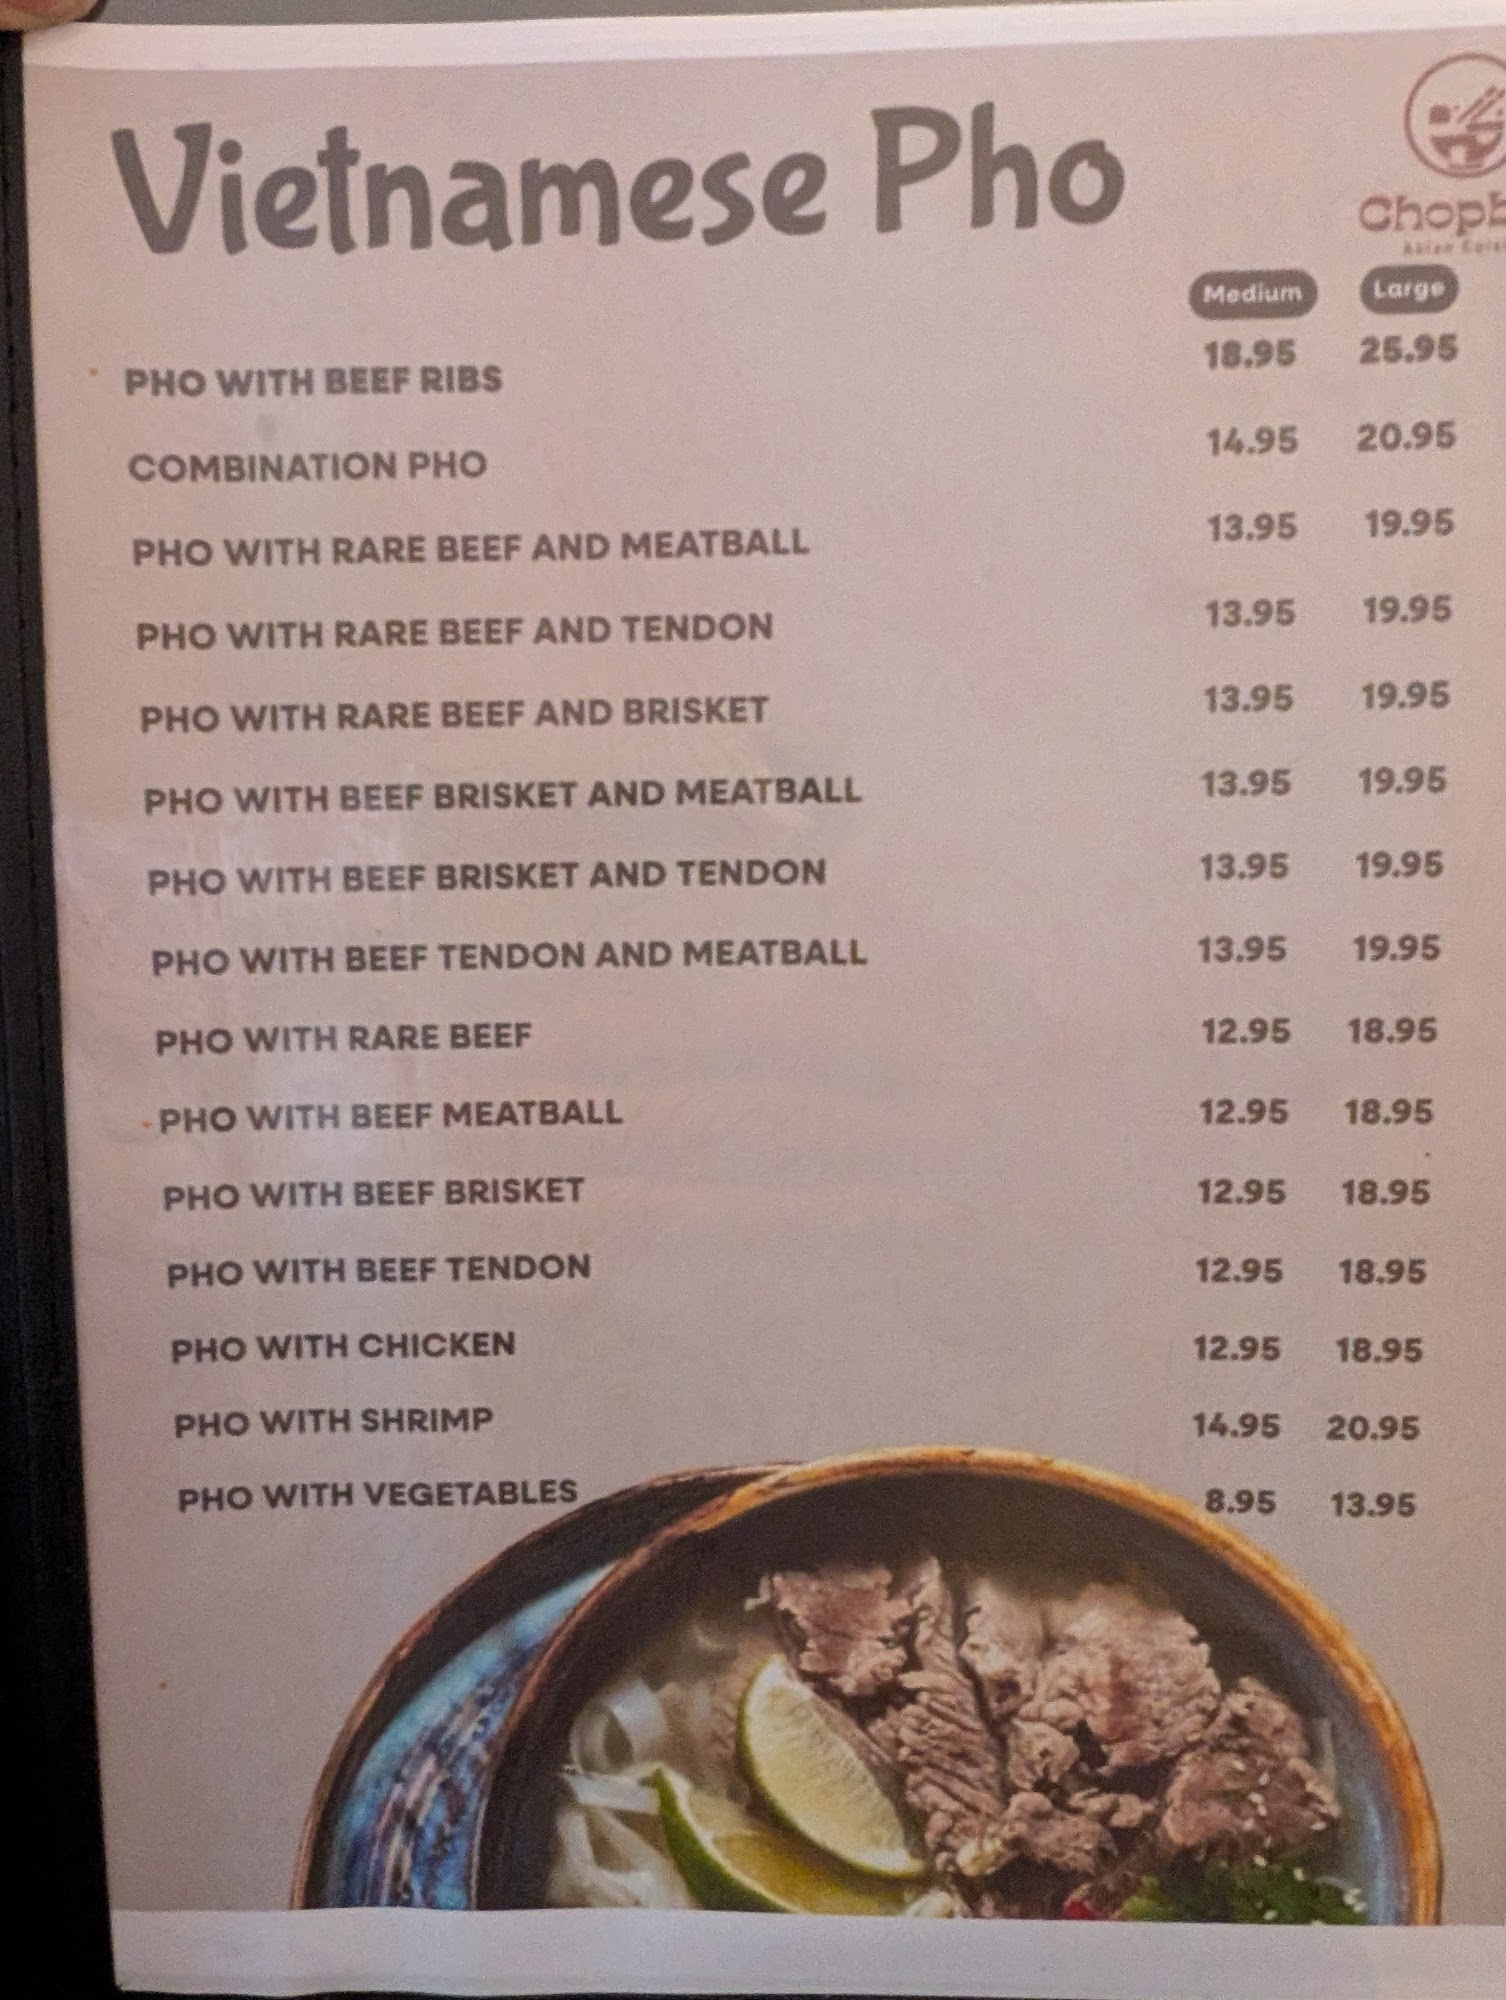 Vietnamese Pho
Medium Large
PHO WITH BEEF RIBS 18.95 25.95
COMBINATION PHO 14.95 20.95
PHO WITH RARE BEEF AND MEATBALL 13.95 19.95
PHO WITH RARE BEEF AND TENDON 13.95 19.95
PHO WITH RARE BEEF AND BRISKET 13.95 19.95
PHO WITH BEEF BRISKET AND MEATBALL 13.95 19.95
PHO WITH BEEF BRISKET AND TENDON 13.95 19.95
PHO WITH BEEF TENDON AND MEATBALL 13.95 19.95
PHO WITH RARE BEEF 12.95 18.95
PHO WITH BEEF MEATBALL 12.95 18.95
PHO WITH BEEF BRISKET 12.95 18.95
PHO WITH BEEF TENDON 12.95 18.95
PHO WITH CHICKEN 12.95 18.95
PHO WITH SHRIMP 14.95 20.95
PHO WITH VEGETABLES 8.95 13.95